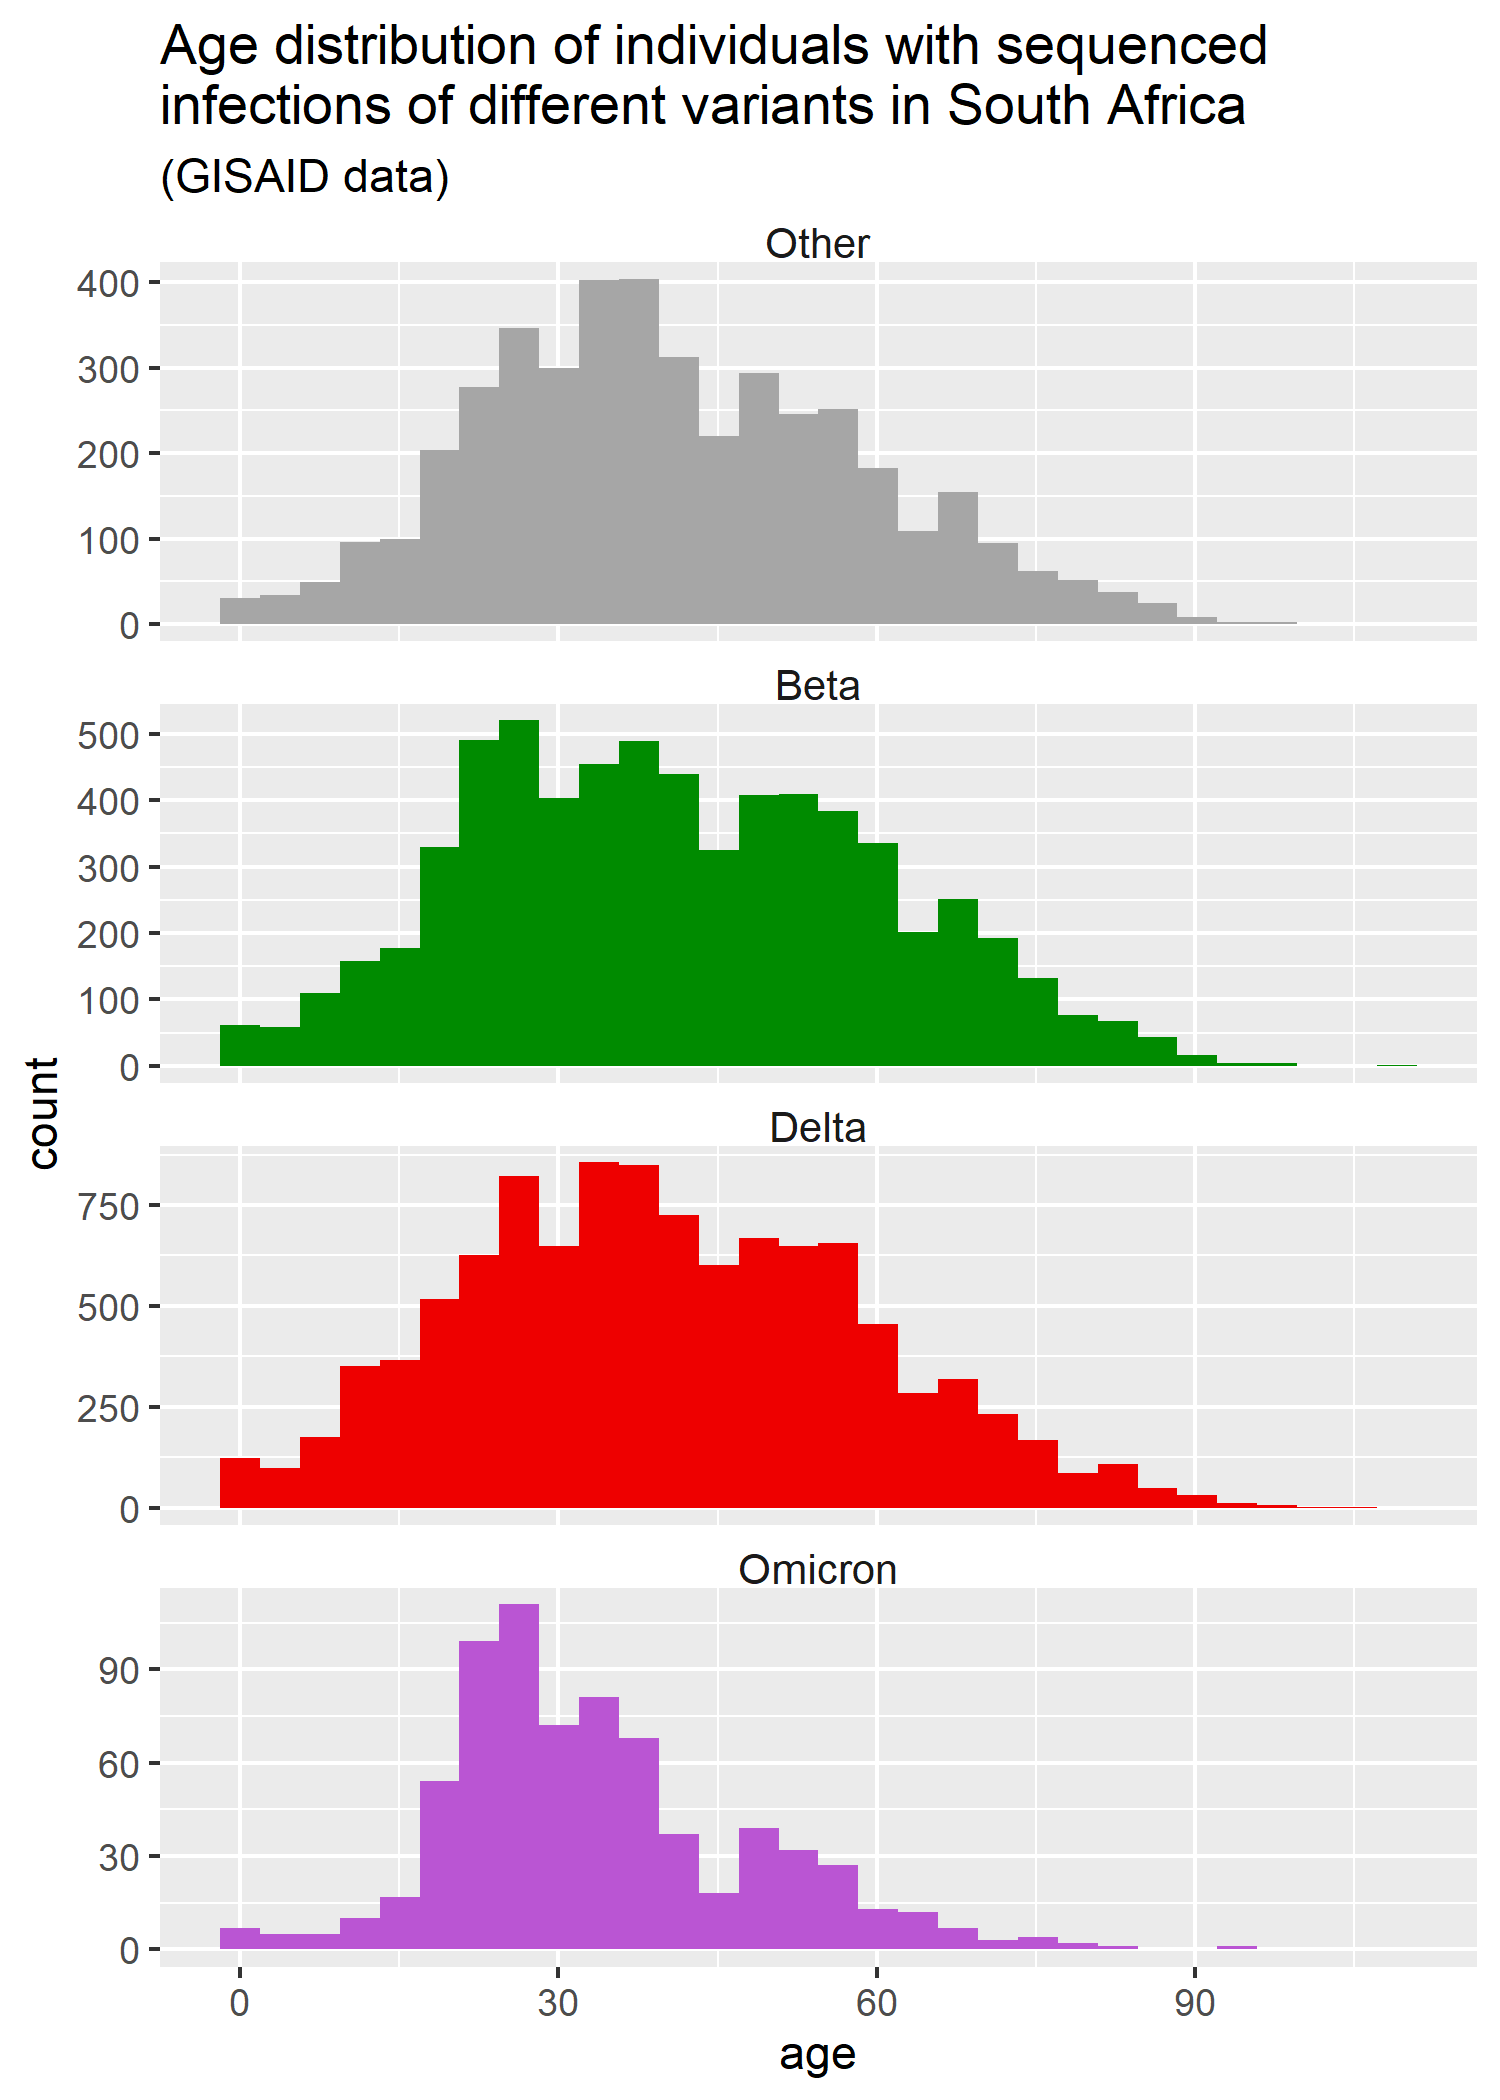 Age distribution of individuals with sequenced
infections of different variants in South Africa
(GISAID data)
Other
400
300
200
100
0
Beta
500
400
300
200
100
0
count
Delta
750
500
250
0
Omicron
90
60
30
0
0 30 60 90
age